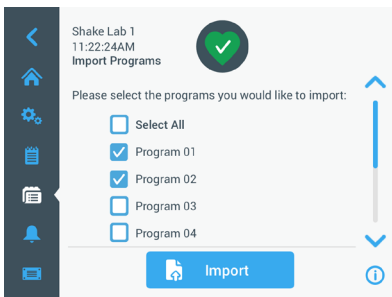 Shake Lab 1
11:22:24AM
Import Programs
Please select the programs you would like to import:
Select All
Program 01
Program 02
Program 03
Program 04
Import